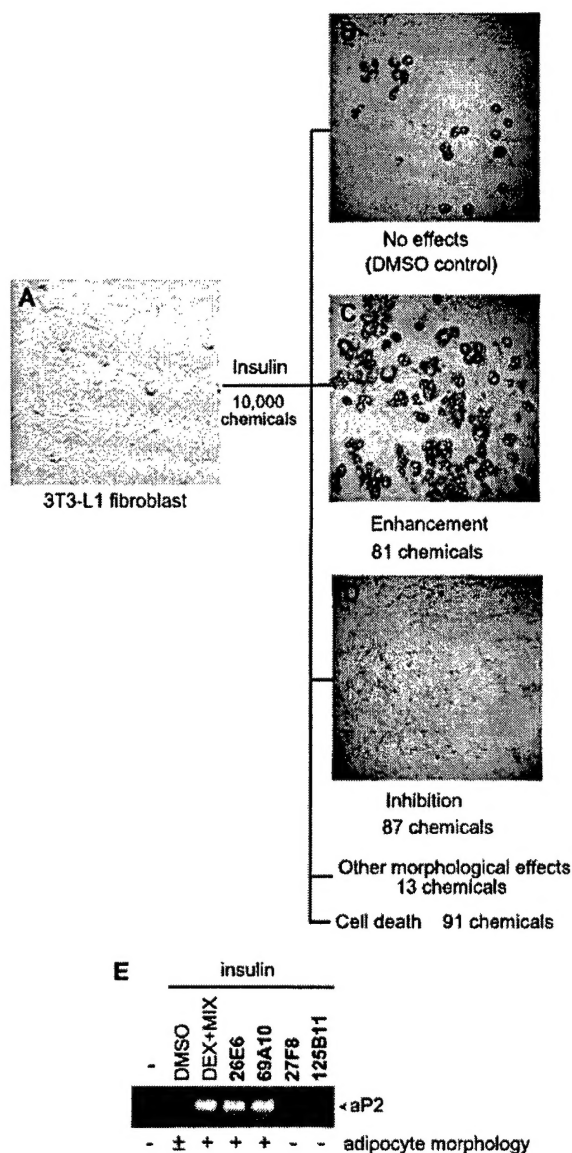 B
No effects
(DMSO control)
A
Insulin
10,000
chemicals
3T3-L1 fibroblast
C
Enhancement
81 chemicals
D
Inhibition
87 chemicals
Other morphological effects
13 chemicals
Cell death 91 chemicals
E
insulin
- DMSO DEX+MIX 26E6 69A10 27F8 125B11
<aP2
- ± + + + - - adipocyte morphology